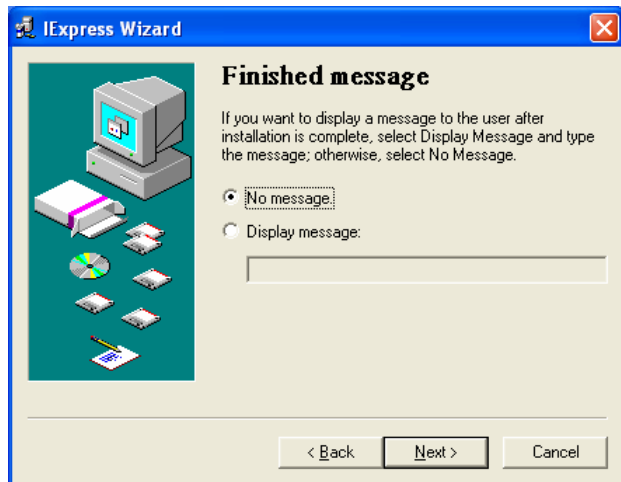 IExpress Wizard
Finished message
If you want to display a message to the user after
installation is complete, select Display Message and type
the message; otherwise, select No Message.
No message.
Display message:
< Back
Next >
Cancel